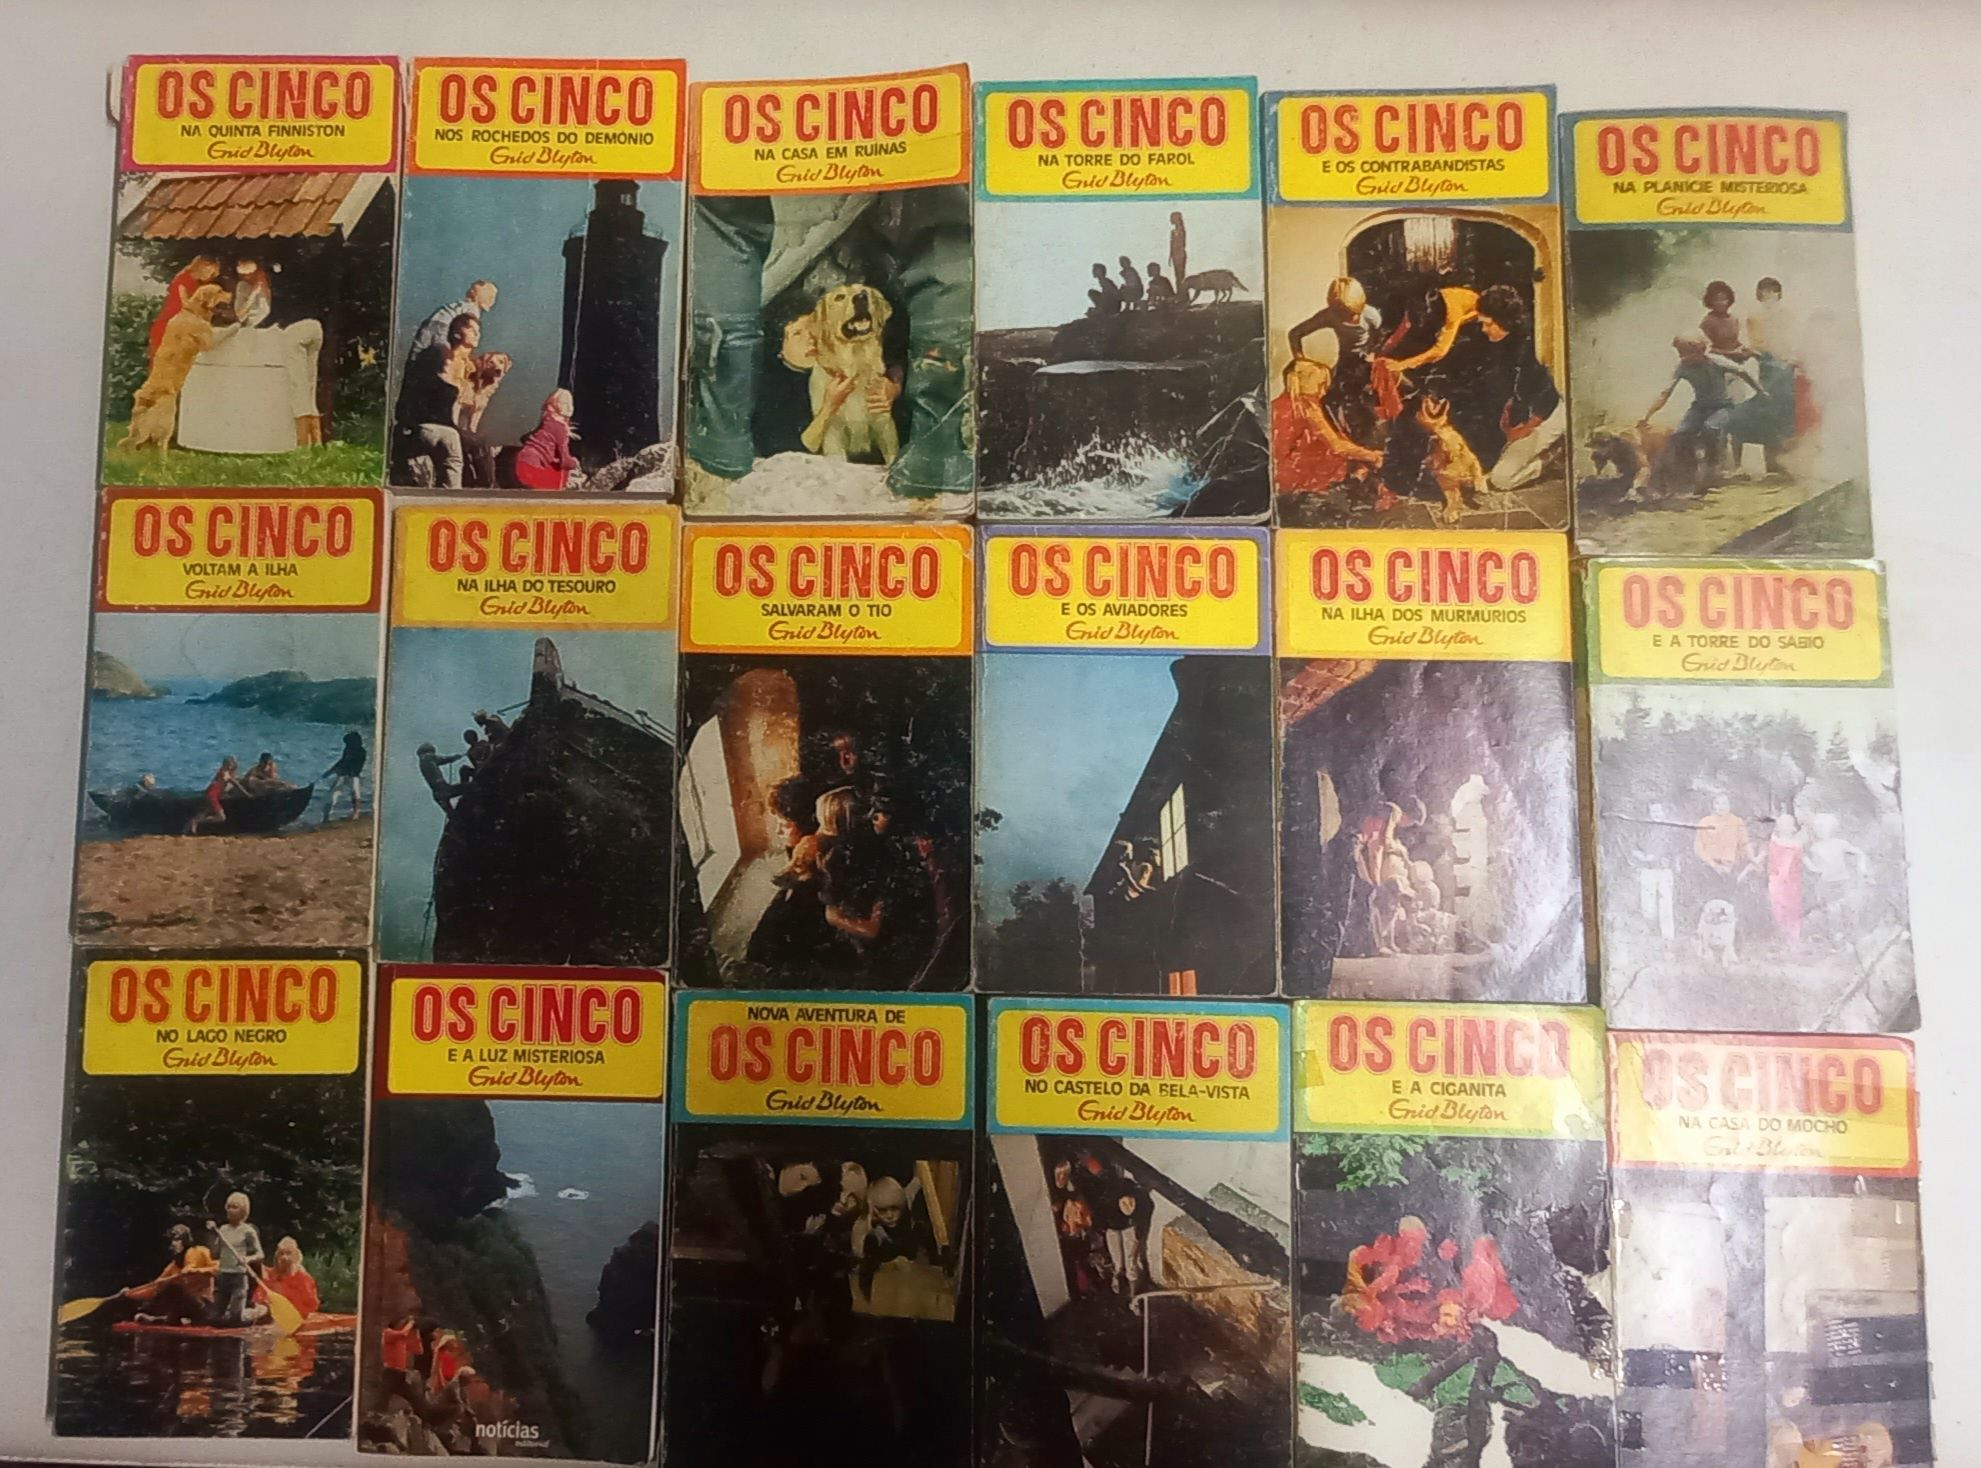 OS CINCO
NA QUINTA FINNISTON
Enid Blyton
OS CINCO
NOS ROCHEDOS DO DEMÓNIO
Enid Blyton
OS CINCO
NA CASA EM RUÍNAS
Enid Blyton
OS CINCO
NA TORRE DO FAROL
Enid Blyton
OS CINCO
E OS CONTRABANDISTAS
Enid Blyton
OS CINCO
NA PLANÍCIE MISTERIOSA
Enid Blyton
OS CINCO
VOLTAM À ILHA
Enid Blyton
OS CINCO
NA ILHA DO TESOURO
Enid Blyton
OS CINCO
SALVARAM O TIO
Enid Blyton
OS CINCO
E OS AVIADORES
Enid Blyton
OS CINCO
NA ILHA DOS MURMÚRIOS
Enid Blyton
OS CINCO
E A TORRE DO SÁBIO
Enid Blyton
OS CINCO
NO LAGO NEGRO
Enid Blyton
OS CINCO
E A LUZ MISTERIOSA
Enid Blyton
notícias
editorial
NOVA AVENTURA DE
OS CINCO
Enid Blyton
OS CINCO
NO CASTELO DA BELA-VISTA
Enid Blyton
OS CINCO
E A CIGANITA
Enid Blyton
OS CINCO
NA CASA DO MOCHO
Enid Blyton